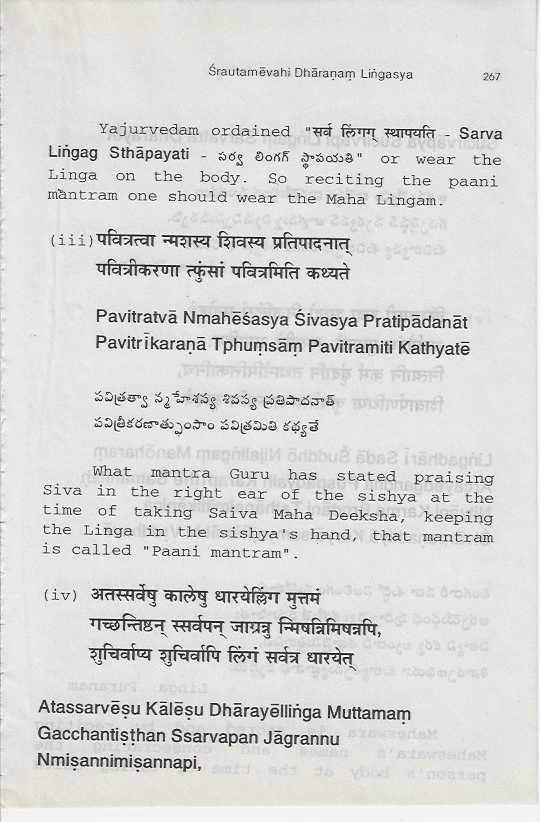 Śrautamēvahi Dhāraṇaṃ Liṅgasya 267
Yajurvedam ordained "सर्व लिंगग् स्थापयति - Sarva
Liṅgag Sthāpayati - సర్వ లింగగ్ స్థాపయతి" or wear the
Linga on the body. So reciting the paani
mantram one should wear the Maha Lingam.
(iii) पवित्रत्वा न्मशस्य शिवस्य प्रतिपादनात्
पवित्रीकरणा त्फुंसां पवित्रमिति कथ्यते
Pavitratvā Nmahēśasya Śivasya Pratipādanāt
Pavitrīkaraṇā Tphuṃsāṃ Pavitramiti Kathyatē
పవిత్రత్వా న్మహేశస్య శివస్య ప్రతిపాదనాత్
పవిత్రీకరణాత్ఫుంసాం పవిత్రమితి కథ్యతే
What mantra Guru has stated praising
Siva in the right ear of the sishya at the
time of taking Saiva Maha Deeksha, keeping
the Linga in the sishya's hand, that mantram
is called "Paani mantram".
(iv) अतस्सर्वेषु कालेषु धारयेल्लिंग मुत्तमं
गच्छन्तिष्टन् स्सर्वपन् जाग्रन्नु न्मिषन्निमिषन्नपि,
शुचिर्वाप्य शुचिर्वापि लिंगं सर्वत्र धारयेत्
Atassarvēṣu Kālēṣu Dhārayēlliṅga Muttamaṃ
Gacchantiṣthan Ssarvapan Jāgrannu
Nmiṣannimiṣannapi,